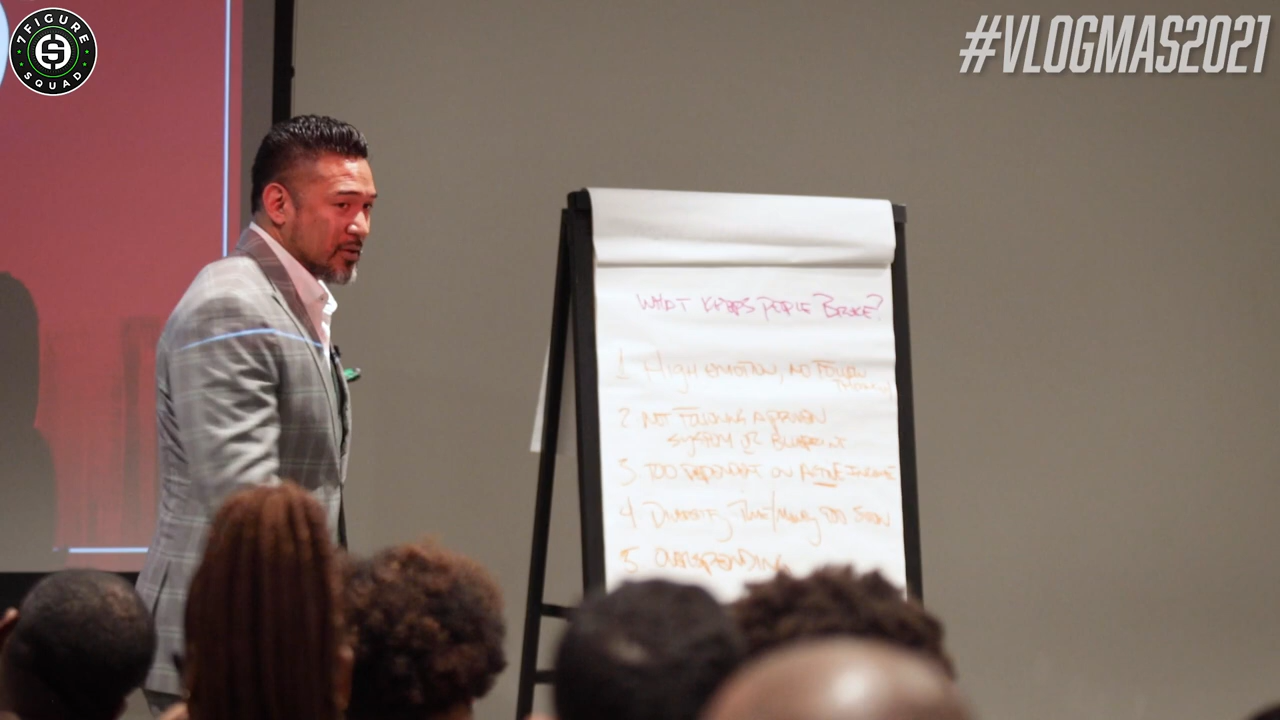 7FIGURE
SQUAD
#VLOGMAS2021
WHAT KEEPS PEOPLE BROKE?
1 High EMOTION, NO FOLLOW
THROUGH
2 NOT FOLLOWING A PROVEN
SYSTEM OR BLUEPRINT
3 TOO DEPENDENT ON ACTIVE INCOME
4 DIVERSIFY TIME/MONEY TOO SOON
5 OVERSPENDING